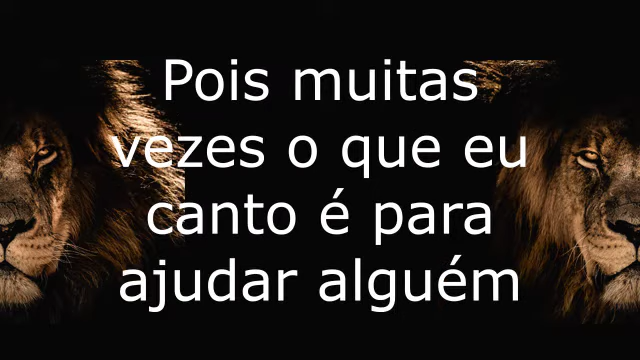 Pois muitas
vezes o que eu
canto é para
ajudar alguém